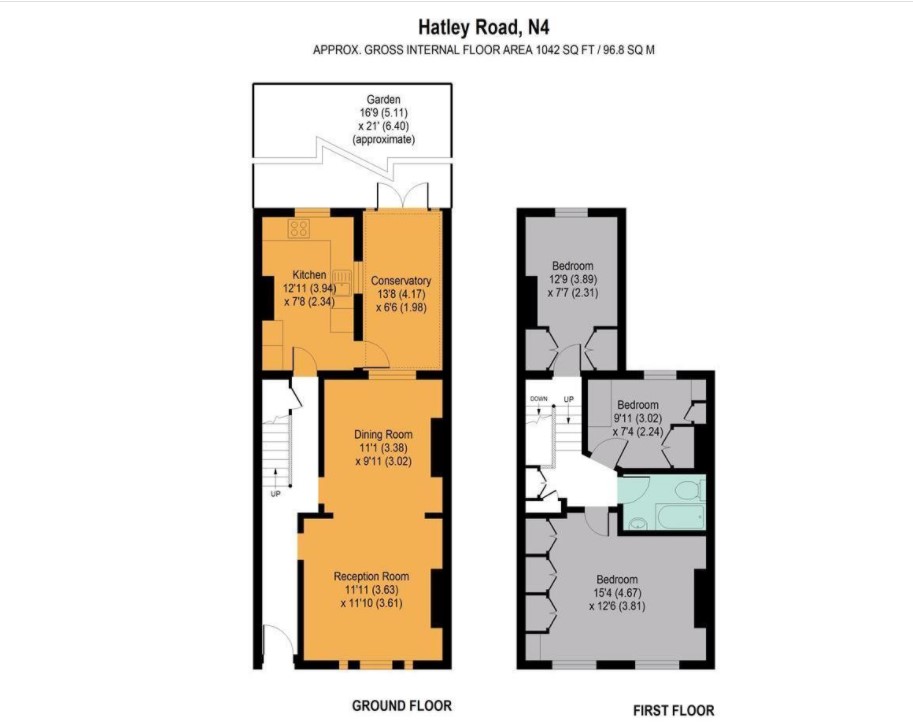 Hatley Road, N4
APPROX. GROSS INTERNAL FLOOR AREA 1042 SQ FT / 96.8 SQ M
Garden
16'9 (5.11)
x 21' (6.40)
(approximate)
Kitchen
12'11 (3.94)
x 7'8 (2.34)
Conservatory
13'8 (4.17)
x 6'6 (1.98)
Dining Room
11'1 (3.38)
x 9'11 (3.02)
UP
Reception Room
11'11 (3.63)
x 11'10 (3.61)
GROUND FLOOR
Bedroom
12'9 (3.89)
x 7'7 (2.31)
DOWN
UP
Bedroom
9'11 (3.02)
x 7'4 (2.24)
Bedroom
15'4 (4.67)
x 12'6 (3.81)
FIRST FLOOR